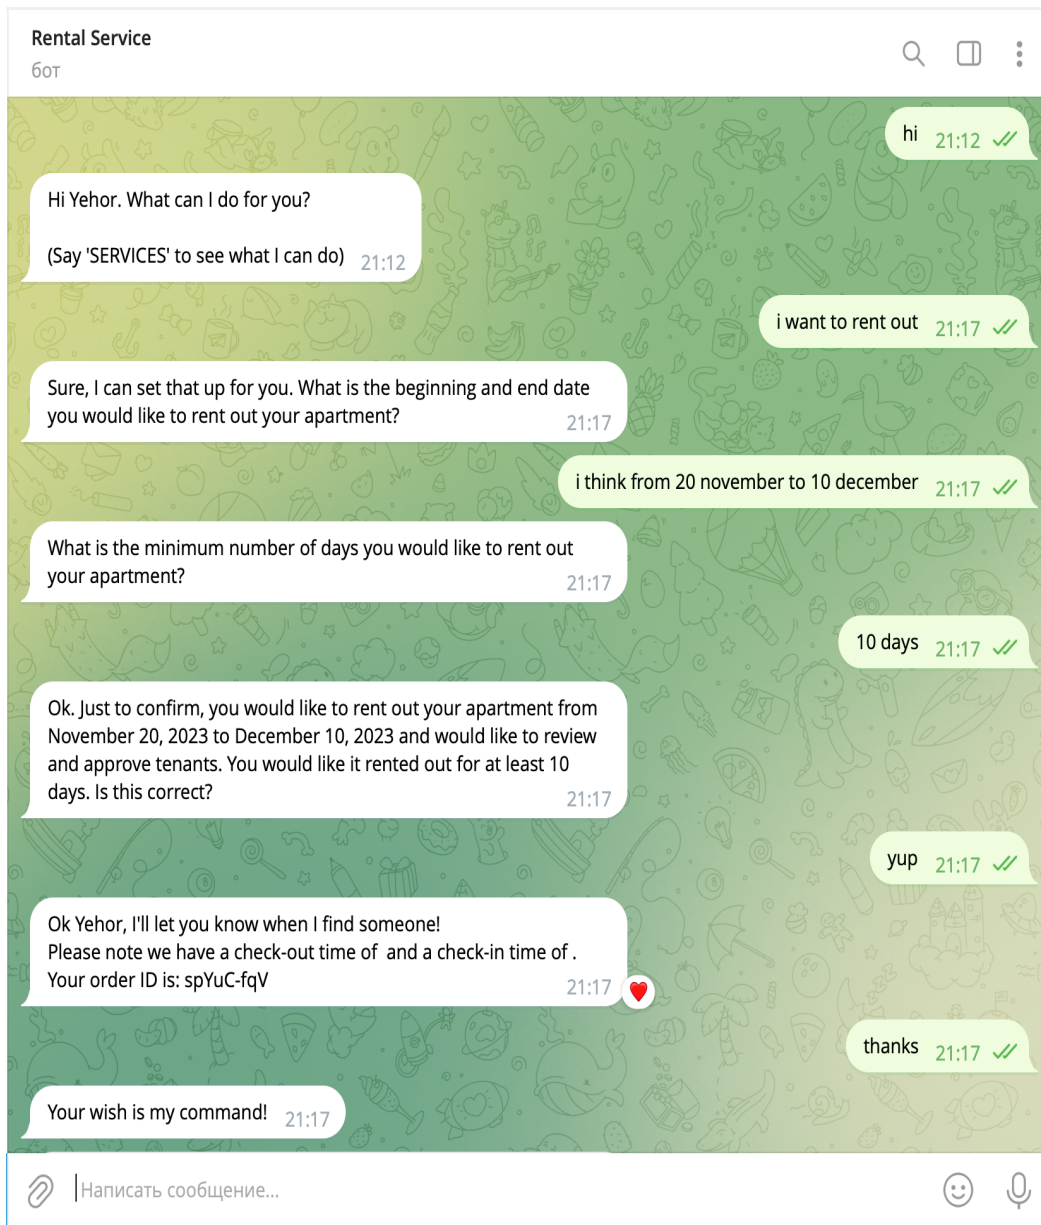 Rental Service
бот
hi 21:12
Hi Yehor. What can I do for you?
(Say 'SERVICES' to see what I can do) 21:12
i want to rent out 21:17
Sure, I can set that up for you. What is the beginning and end date
you would like to rent out your apartment? 21:17
i think from 20 november to 10 december 21:17
What is the minimum number of days you would like to rent out
your apartment? 21:17
10 days 21:17
Ok. Just to confirm, you would like to rent out your apartment from
November 20, 2023 to December 10, 2023 and would like to review
and approve tenants. You would like it rented out for at least 10
days. Is this correct? 21:17
yup 21:17
Ok Yehor, I'll let you know when I find someone!
Please note we have a check-out time of  and a check-in time of .
Your order ID is: spYuC-fqV 21:17
thanks 21:17
Your wish is my command! 21:17
Написать сообщение...